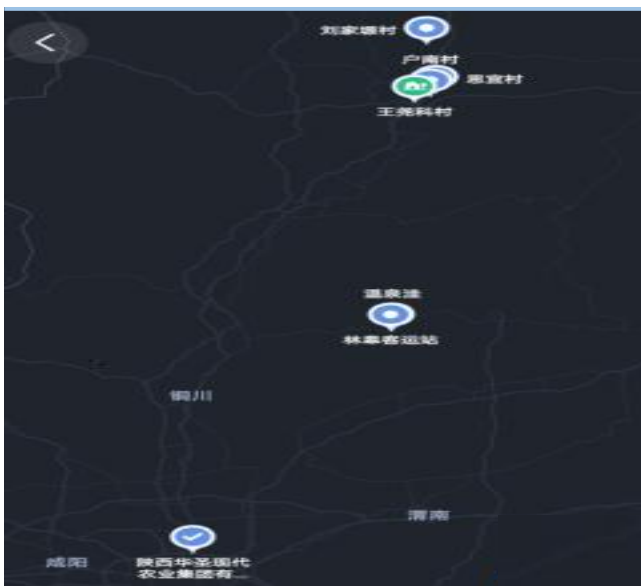 刘家塬村
户南村
思宜村
王尧科村
温泉洼
林皋客运站
铜川
渭南
咸阳
陕西华圣现代
农业集团有...